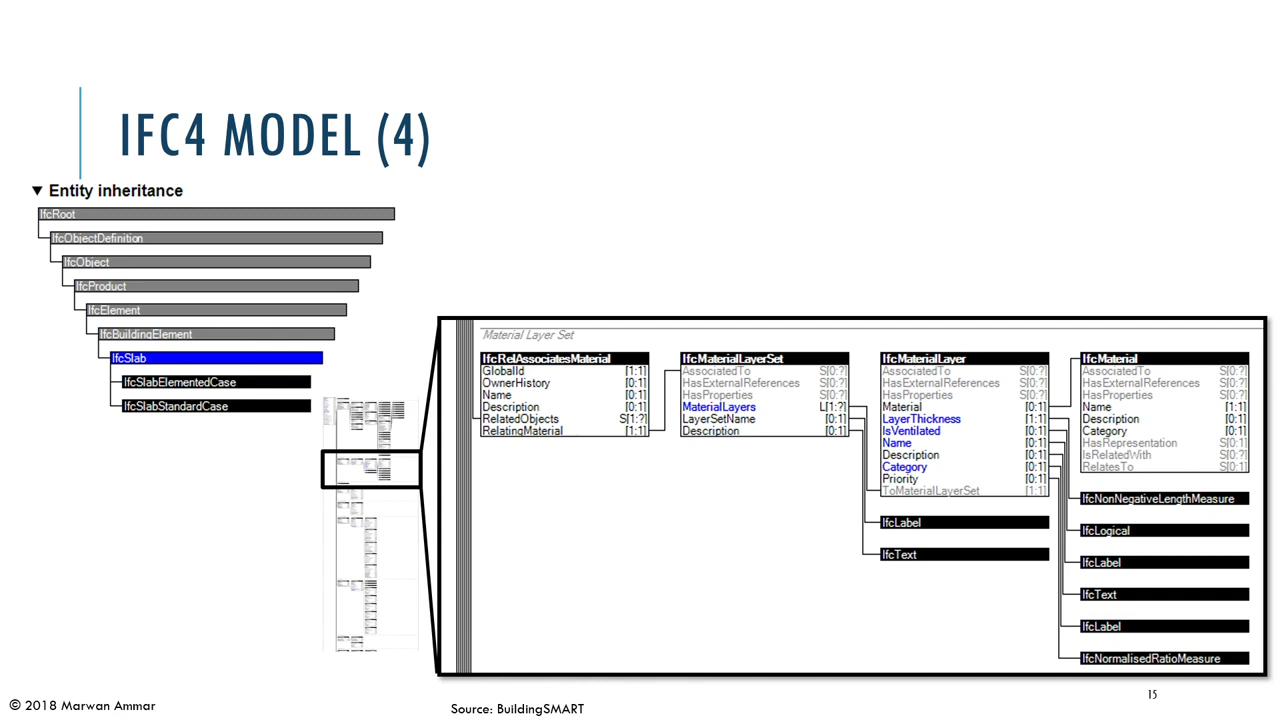 IFC4 MODEL (4)
▼ Entity inheritance
IfcRoot
IfcObjectDefinition
IfcObject
IfcProduct
IfcElement
IfcBuildingElement
IfcSlab
IfcSlabElementedCase
IfcSlabStandardCase
Material Layer Set
IfcRelAssociatesMaterial
GlobalId [1:1]
OwnerHistory [0:1]
Name [0:1]
Description [0:1]
RelatedObjects S[1:?]
RelatingMaterial [1:1]
IfcMaterialLayerSet
AssociatedTo S[0:?]
HasExternalReferences S[0:?]
HasProperties S[0:?]
MaterialLayers L[1:?]
LayerSetName [0:1]
Description [0:1]
IfcMaterialLayer
AssociatedTo S[0:?]
HasExternalReferences S[0:?]
HasProperties S[0:?]
Material [0:1]
LayerThickness [1:1]
IsVentilated [0:1]
Name [0:1]
Description [0:1]
Category [0:1]
Priority [0:1]
ToMaterialLayerSet [1:1]
IfcLabel
IfcText
IfcMaterial
AssociatedTo S[0:?]
HasExternalReferences S[0:?]
HasProperties S[0:?]
Name [1:1]
Description [0:1]
Category [0:1]
HasRepresentation S[0:1]
IsRelatedWith S[0:?]
RelatesTo S[0:1]
IfcNonNegativeLengthMeasure
IfcLogical
IfcLabel
IfcText
IfcLabel
IfcNormalisedRatioMeasure
© 2018 Marwan Ammar
Source: BuildingSMART
15